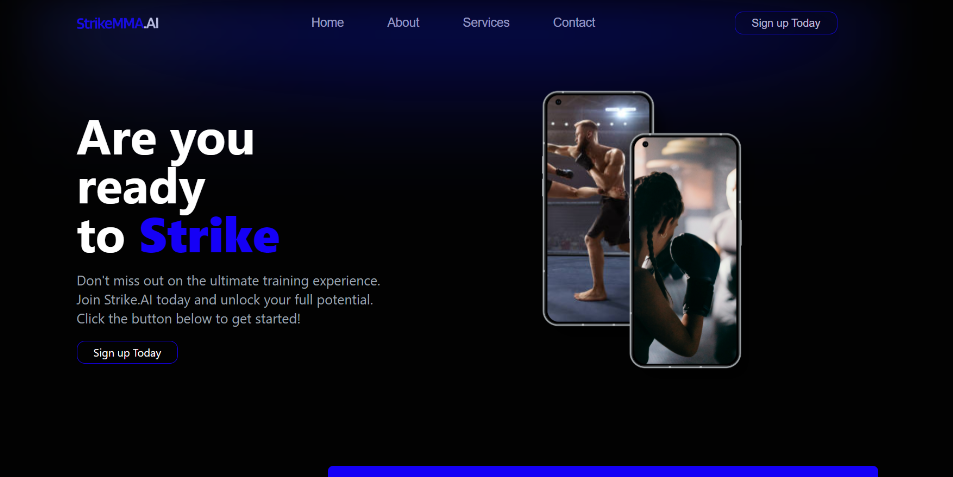 StrikeMMA.AI
Home
About
Services
Contact
Sign up Today
Are you
ready
to Strike
Don't miss out on the ultimate training experience.
Join Strike.AI today and unlock your full potential.
Click the button below to get started!
Sign up Today